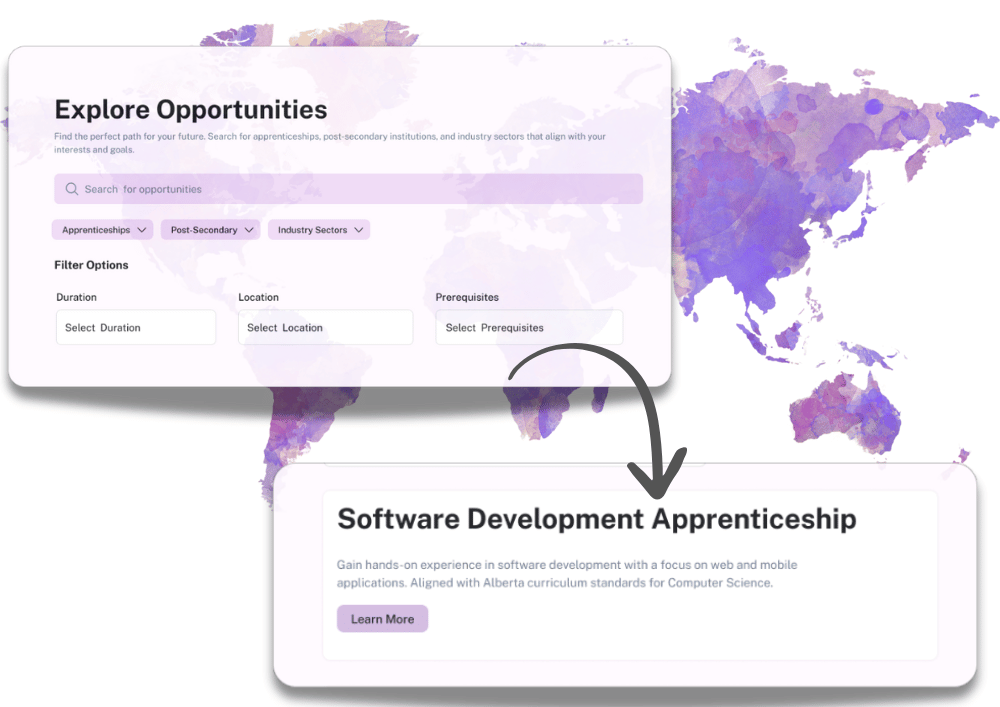 Explore Opportunities
Find the perfect path for your future. Search for apprenticeships, post-secondary institutions, and industry sectors that align with your
interests and goals.
Search for opportunities
Apprenticeships Post-Secondary Industry Sectors
Filter Options
Duration Location Prerequisites
Select Duration Select Location Select Prerequisites
Software Development Apprenticeship
Gain hands-on experience in software development with a focus on web and mobile
applications. Aligned with Alberta curriculum standards for Computer Science.
Learn More